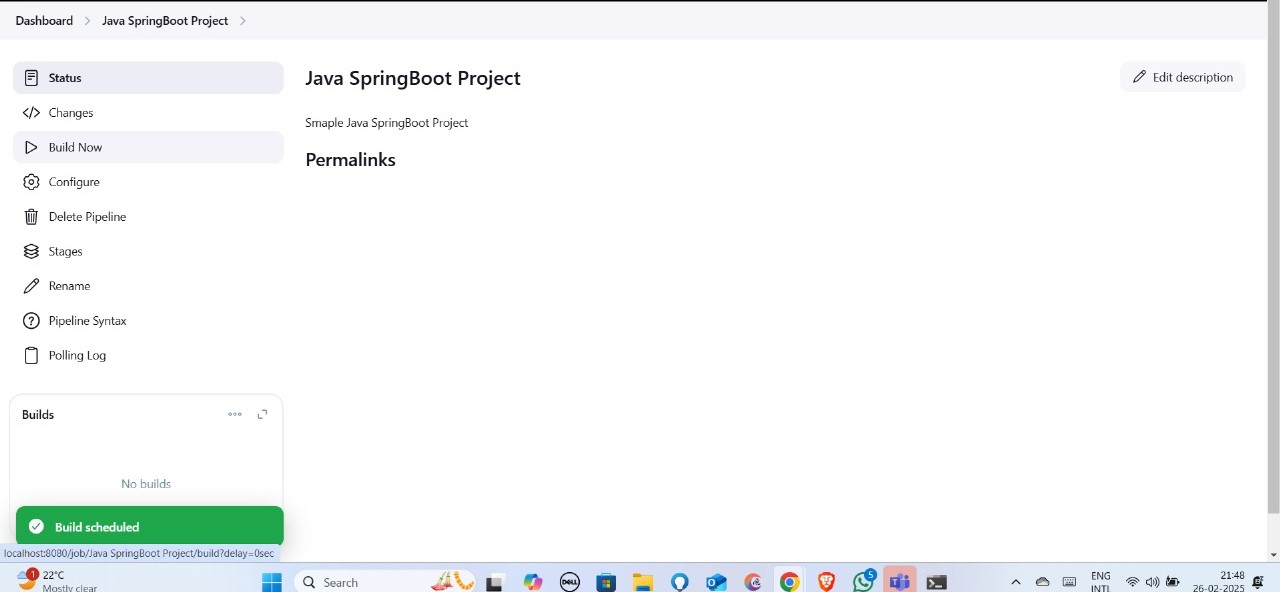 Dashboard
Java SpringBoot Project
Status
Changes
Build Now
Configure
Delete Pipeline
Stages
Rename
Pipeline Syntax
Polling Log
Java SpringBoot Project
Edit description
Smaple Java SpringBoot Project
Permalinks
Builds
No builds
Build scheduled
localhost:8080/job/Java SpringBoot Project/build?delay=0sec
1
22°C
Mostly clear
Search
DELL
5
ENG
INTL
21:48
26-02-2025